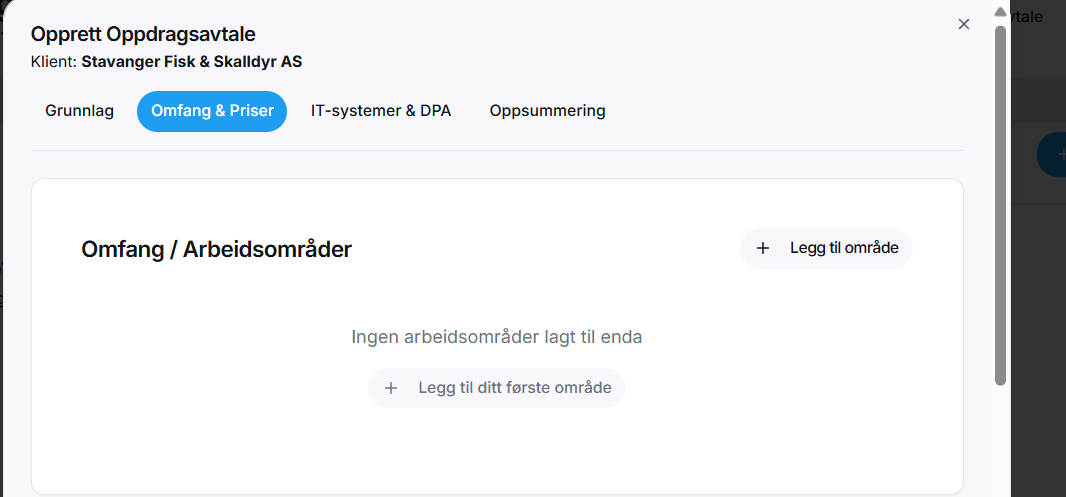 Opprett Oppdragsavtale
Klient: Stavanger Fisk & Skalldyr AS
Grunnlag
Omfang & Priser
IT-systemer & DPA
Oppsummering
Omfang / Arbeidsområder
+ Legg til område
Ingen arbeidsområder lagt til enda
+ Legg til ditt første område